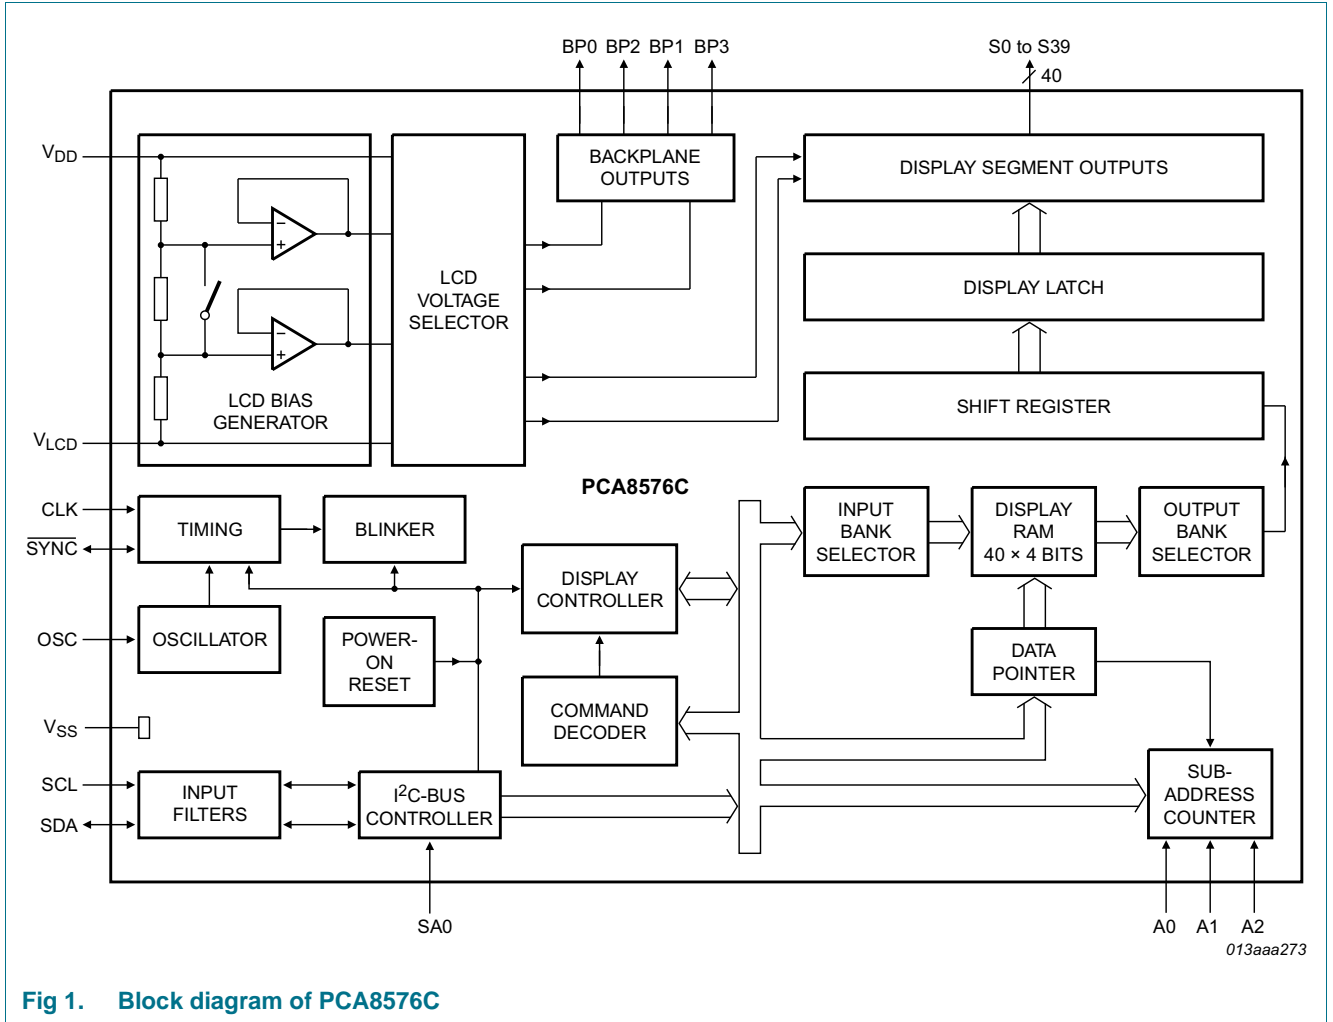 BP0 BP2 BP1 BP3
S0 to S39
40
VDD
BACKPLANE
OUTPUTS
DISPLAY SEGMENT OUTPUTS
−
+
LCD
VOLTAGE
SELECTOR
DISPLAY LATCH
−
+
LCD BIAS
GENERATOR
SHIFT REGISTER
VLCD
PCA8576C
CLK
SYNC
TIMING
BLINKER
INPUT
BANK
SELECTOR
DISPLAY
RAM
40 × 4 BITS
OUTPUT
BANK
SELECTOR
DISPLAY
CONTROLLER
OSC
OSCILLATOR
POWER-
ON
RESET
DATA
POINTER
COMMAND
DECODER
VSS
SCL
SDA
INPUT
FILTERS
I2C-BUS
CONTROLLER
SUB-
ADDRESS
COUNTER
SA0
A0 A1 A2
013aaa273
Fig 1. Block diagram of PCA8576C